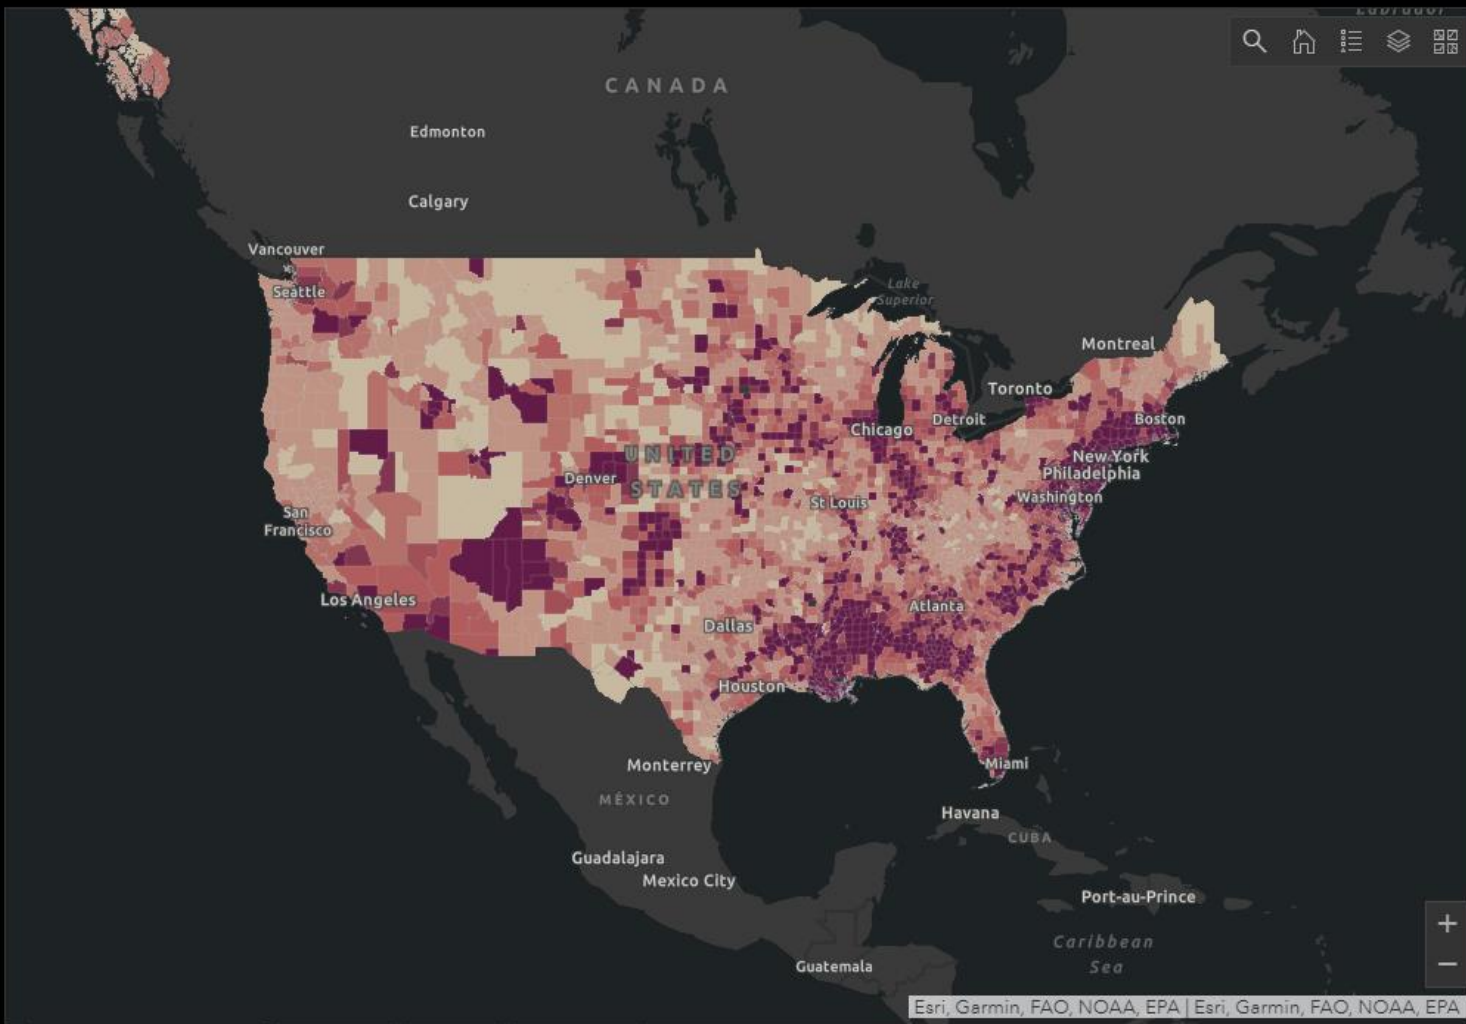 Labrador
CANADA
Edmonton
Calgary
Vancouver
Seattle
Lake
Superior
Montreal
Toronto
Detroit
Boston
Chicago
New York
Philadelphia
UNITED
STATES
Denver
St Louis
Washington
San
Francisco
Los Angeles
Atlanta
Dallas
Houston
Monterrey
Miami
MÉXICO
Havana
CUBA
Guadalajara
Mexico City
Port-au-Prince
Caribbean
Sea
Guatemala
Esri, Garmin, FAO, NOAA, EPA | Esri, Garmin, FAO, NOAA, EPA